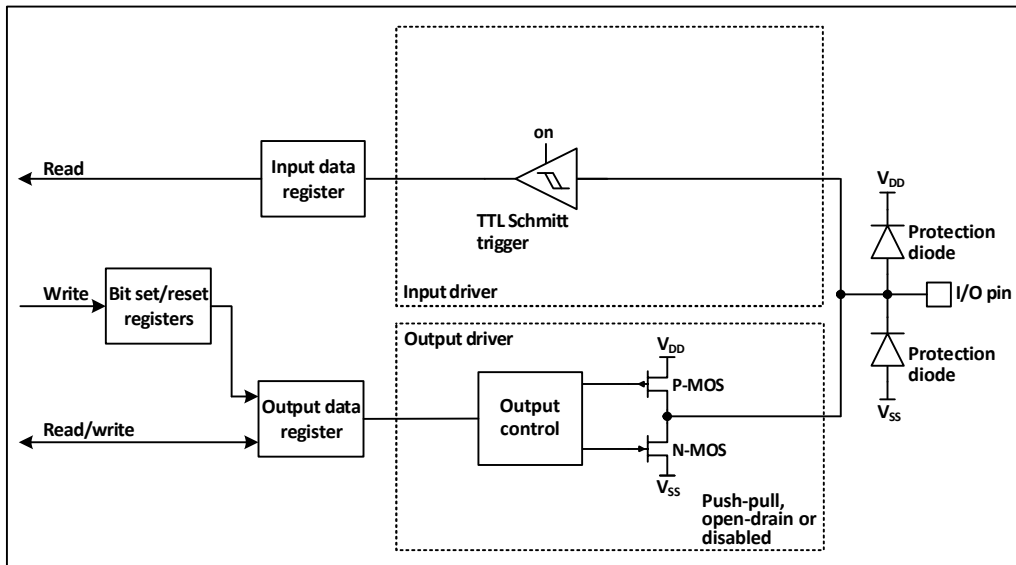 on
Read
Input data
register
TTL Schmitt
trigger
VDD
Protection
diode
Write
Bit set/reset
registers
Input driver
I/O pin
Output driver
VDD
P-MOS
Protection
diode
VSS
Output data
register
Output
control
Read/write
N-MOS
VSS
Push-pull,
open-drain or
disabled